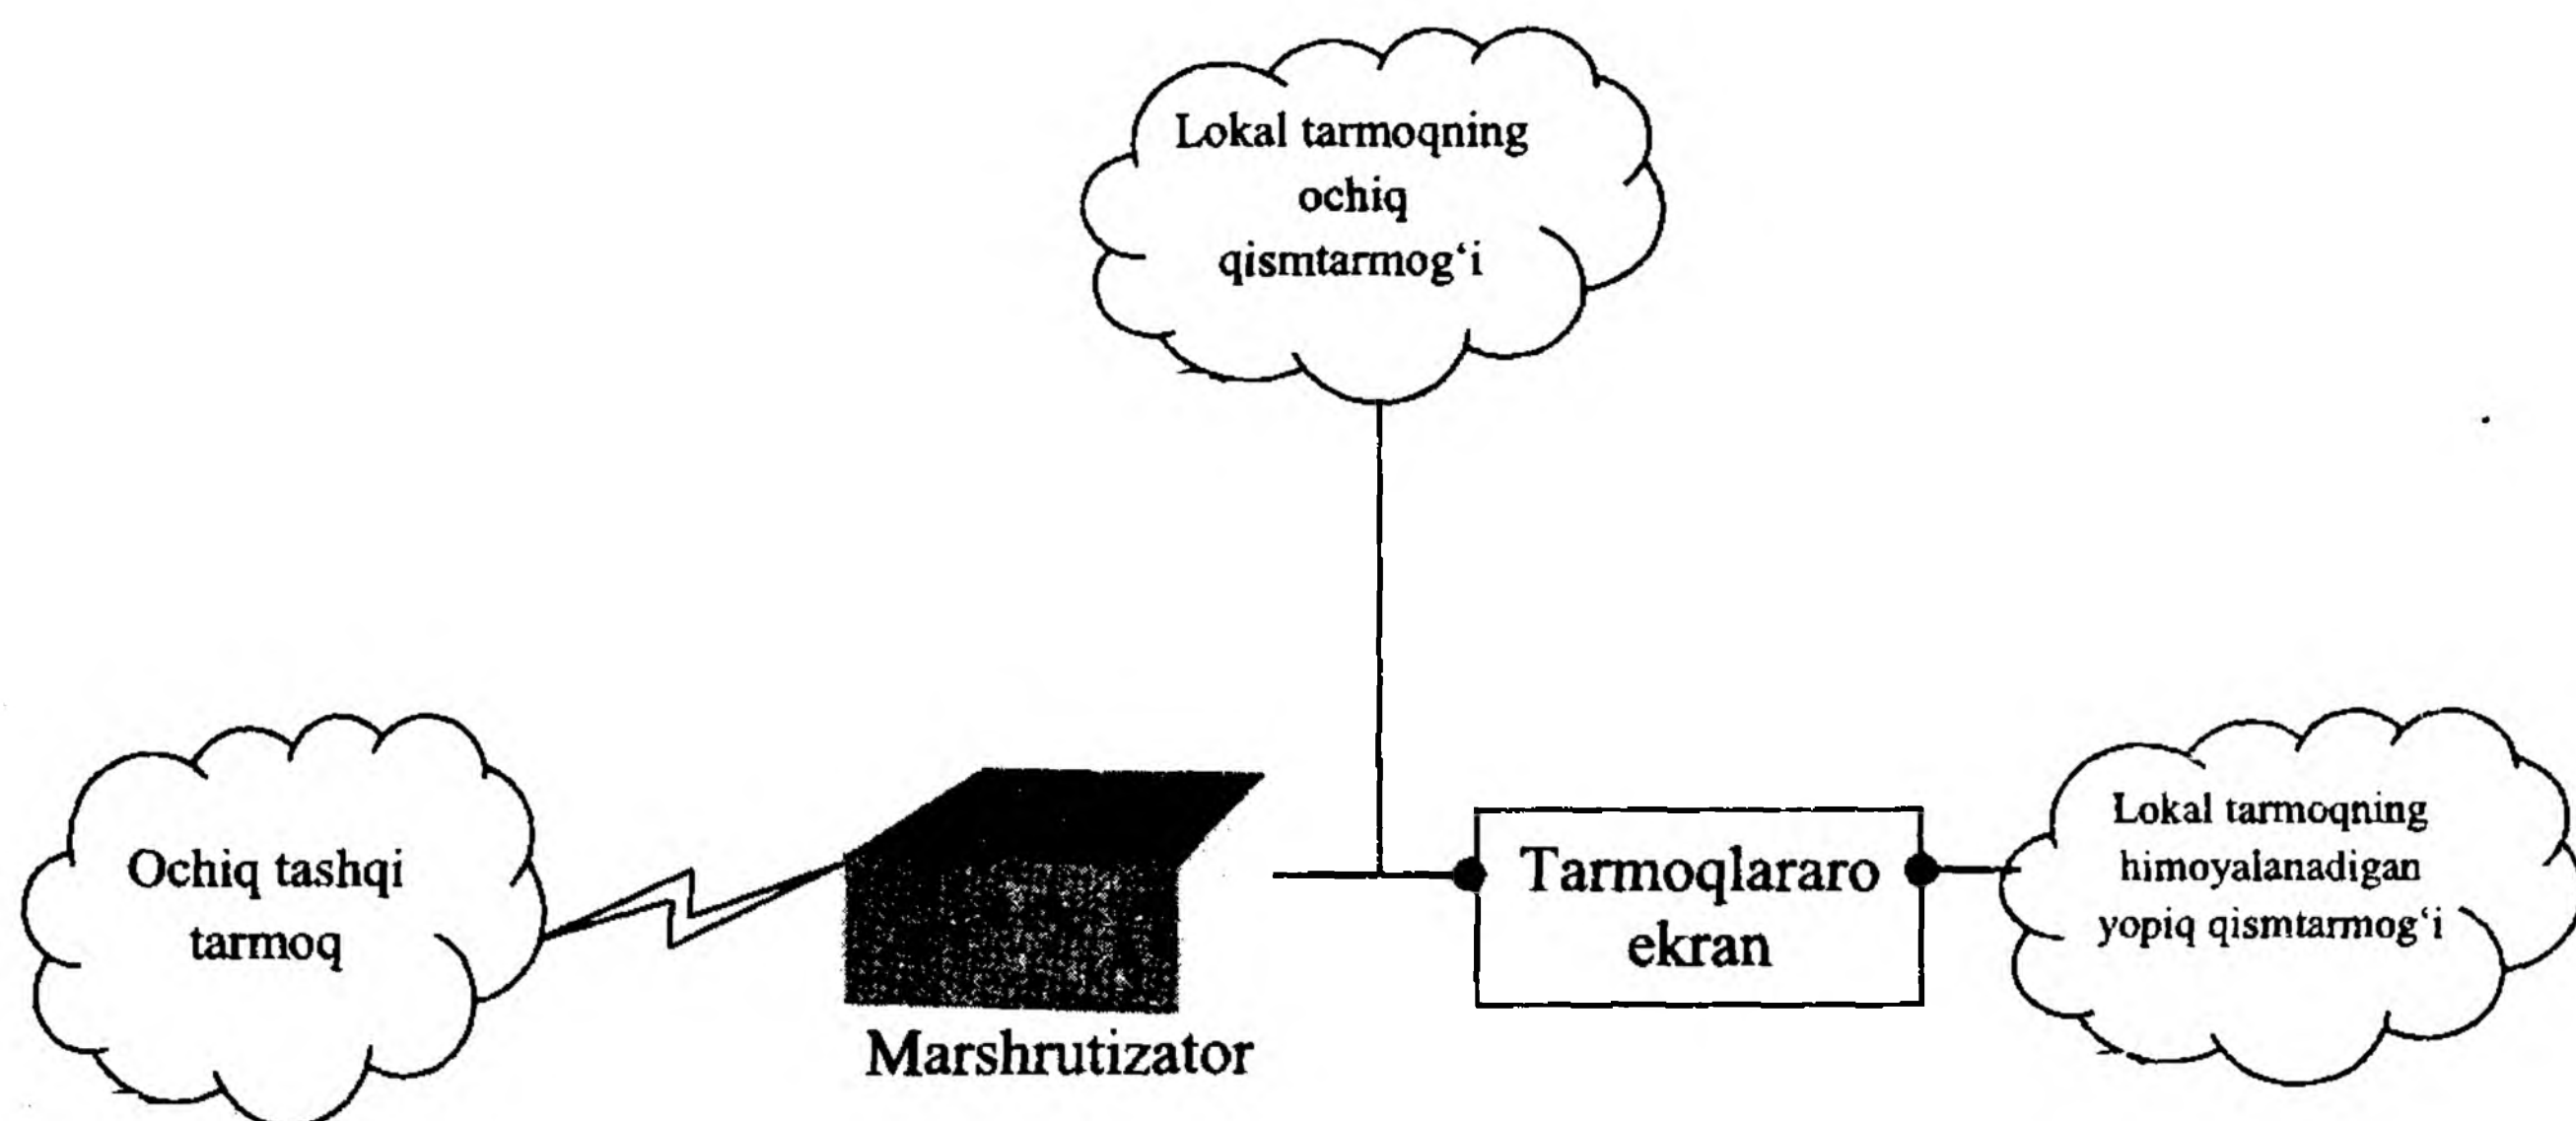 Lokal tarmoqning
ochiq
qismtarmog‘i
Ochiq tashqi
tarmoq
Marshrutizator
Tarmoqlararo
ekran
Lokal tarmoqning
himoyalanadigan
yopiq qismtarmog‘i